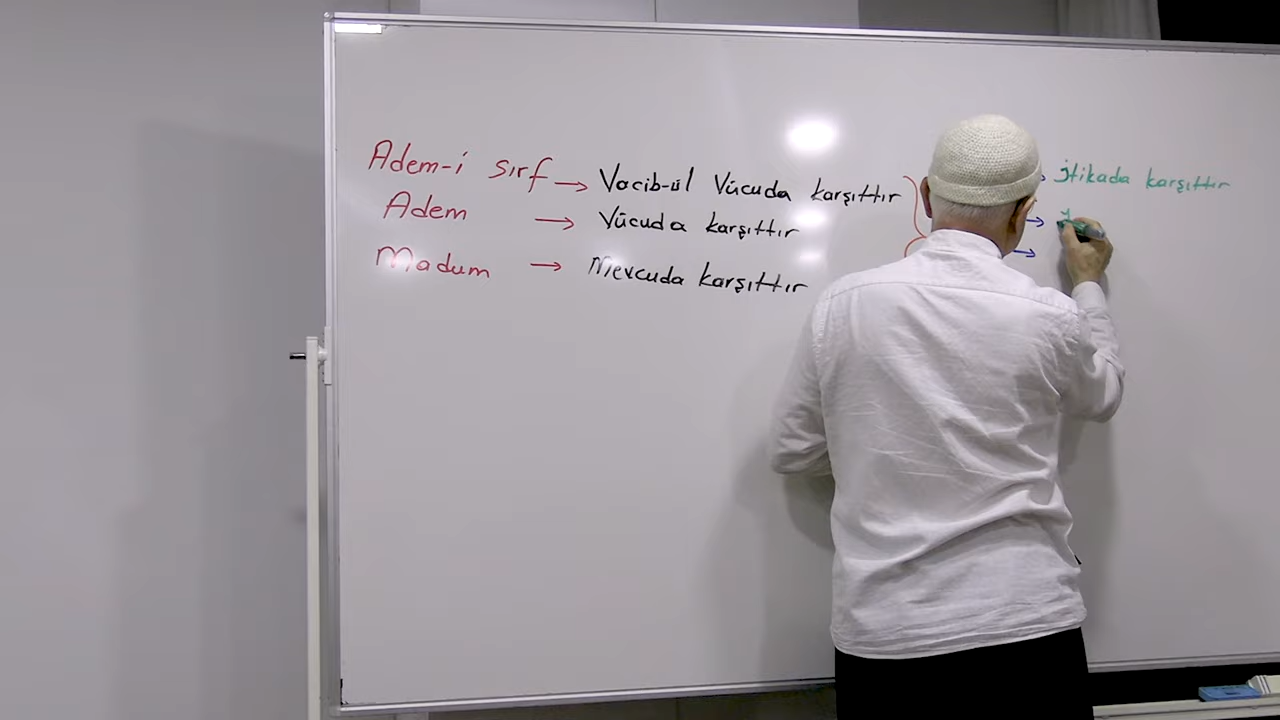 Adem-i sırf → Vacib-ül Vücuda karşıttır → İtikada karşıttır
Adem → Vücuda karşıttır →
Madum → Mevcuda karşıttır →